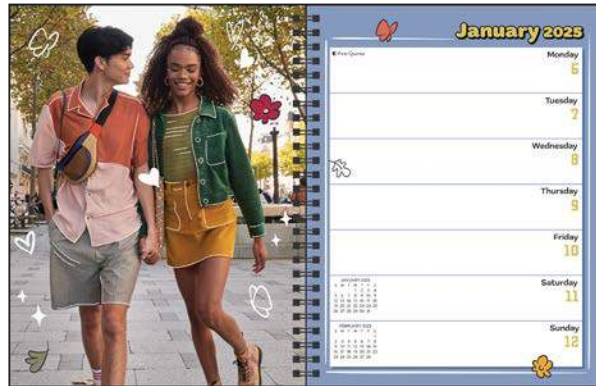 January 2025
First Quarter
Monday
6
Tuesday
7
Wednesday
8
Thursday
9
Friday
10
Saturday
11
JANUARY 2025
Sunday
12
FEBRUARY 2025